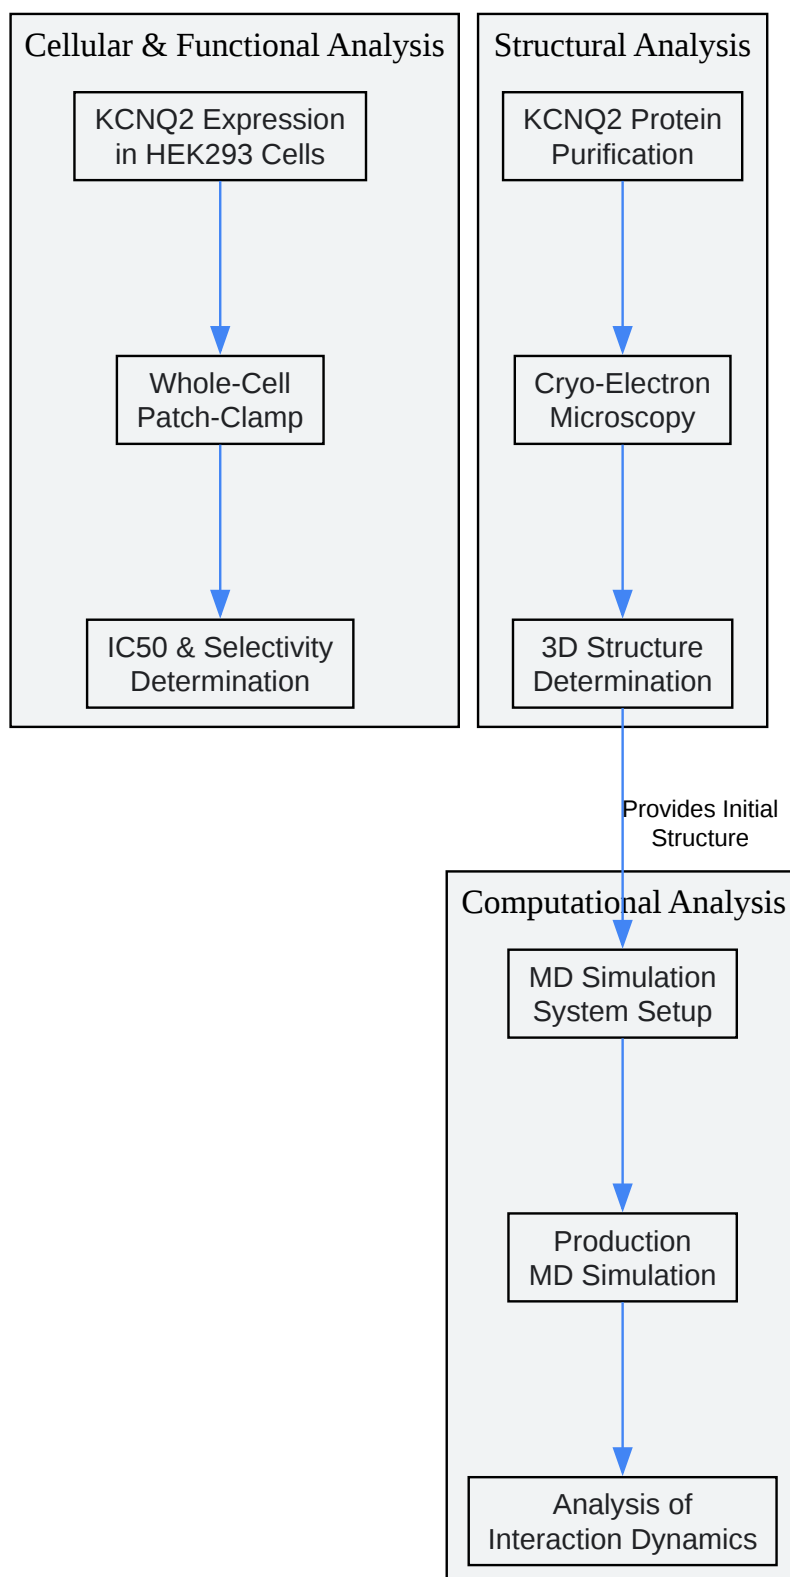 Cellular & Functional Analysis
KCNQ2 Expression
in HEK293 Cells
Whole-Cell
Patch-Clamp
IC50 & Selectivity
Determination
Structural Analysis
KCNQ2 Protein
Purification
Cryo-Electron
Microscopy
3D Structure
Determination
Provides Initial
Structure
Computational Analysis
MD Simulation
System Setup
Production
MD Simulation
Analysis of
Interaction Dynamics